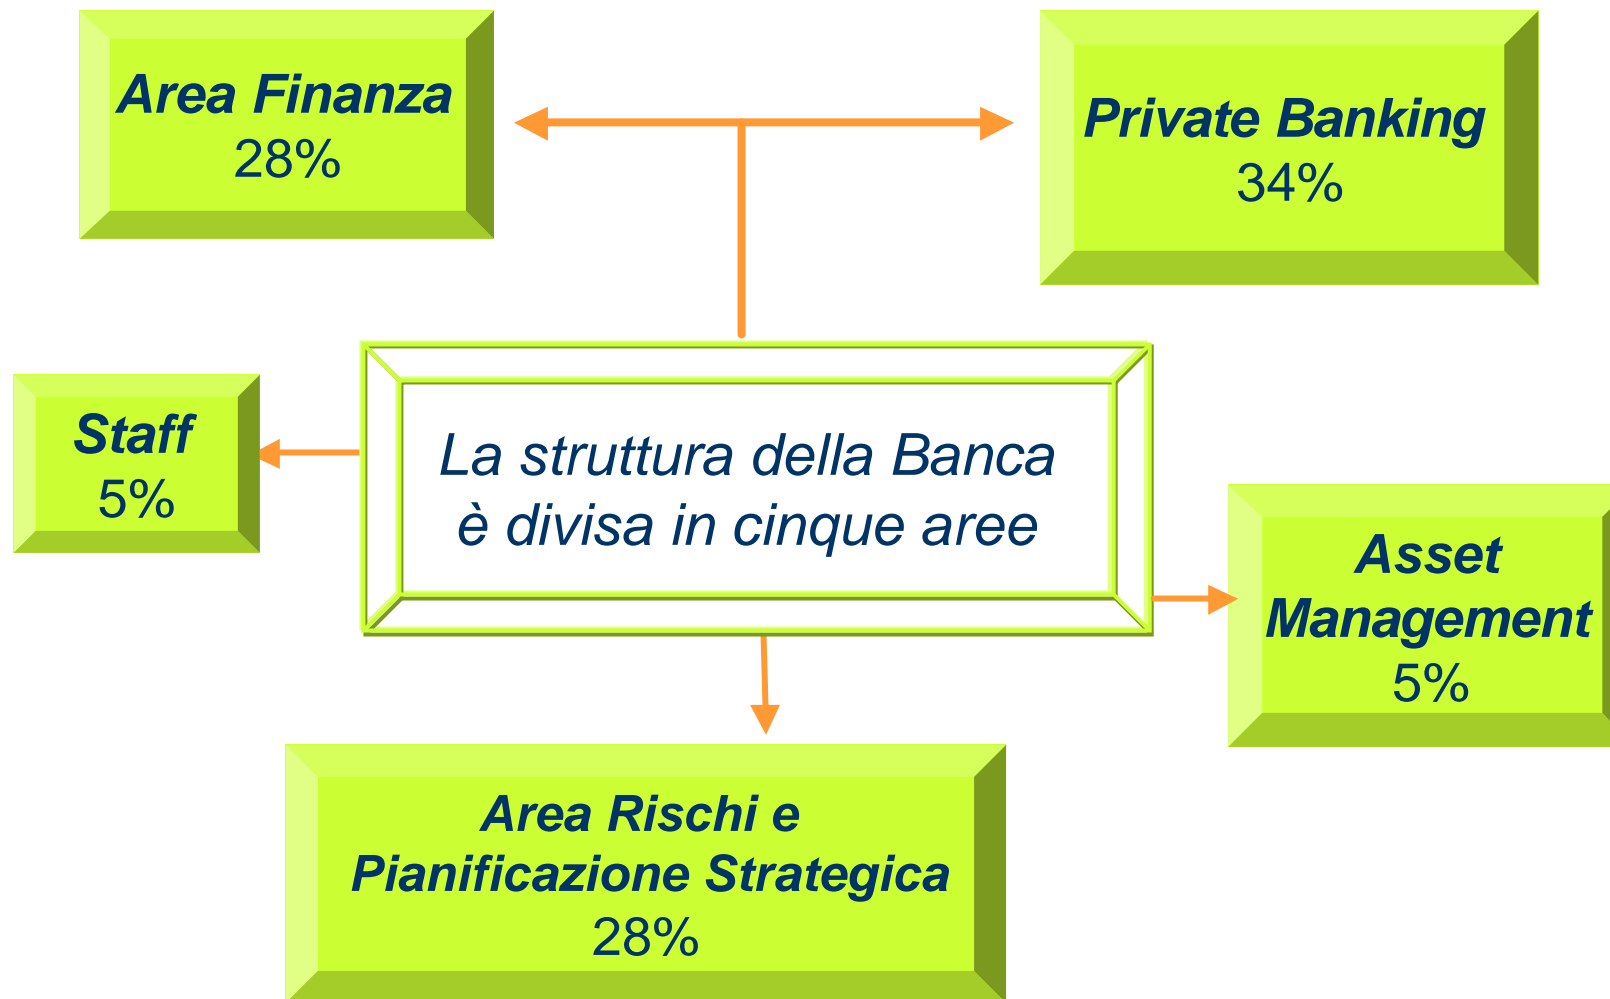 Area Finanza
28%
Private Banking
34%
Staff
5%
La struttura della Banca
è divisa in cinque aree
Asset
Management
5%
Area Rischi e
Pianificazione Strategica
28%